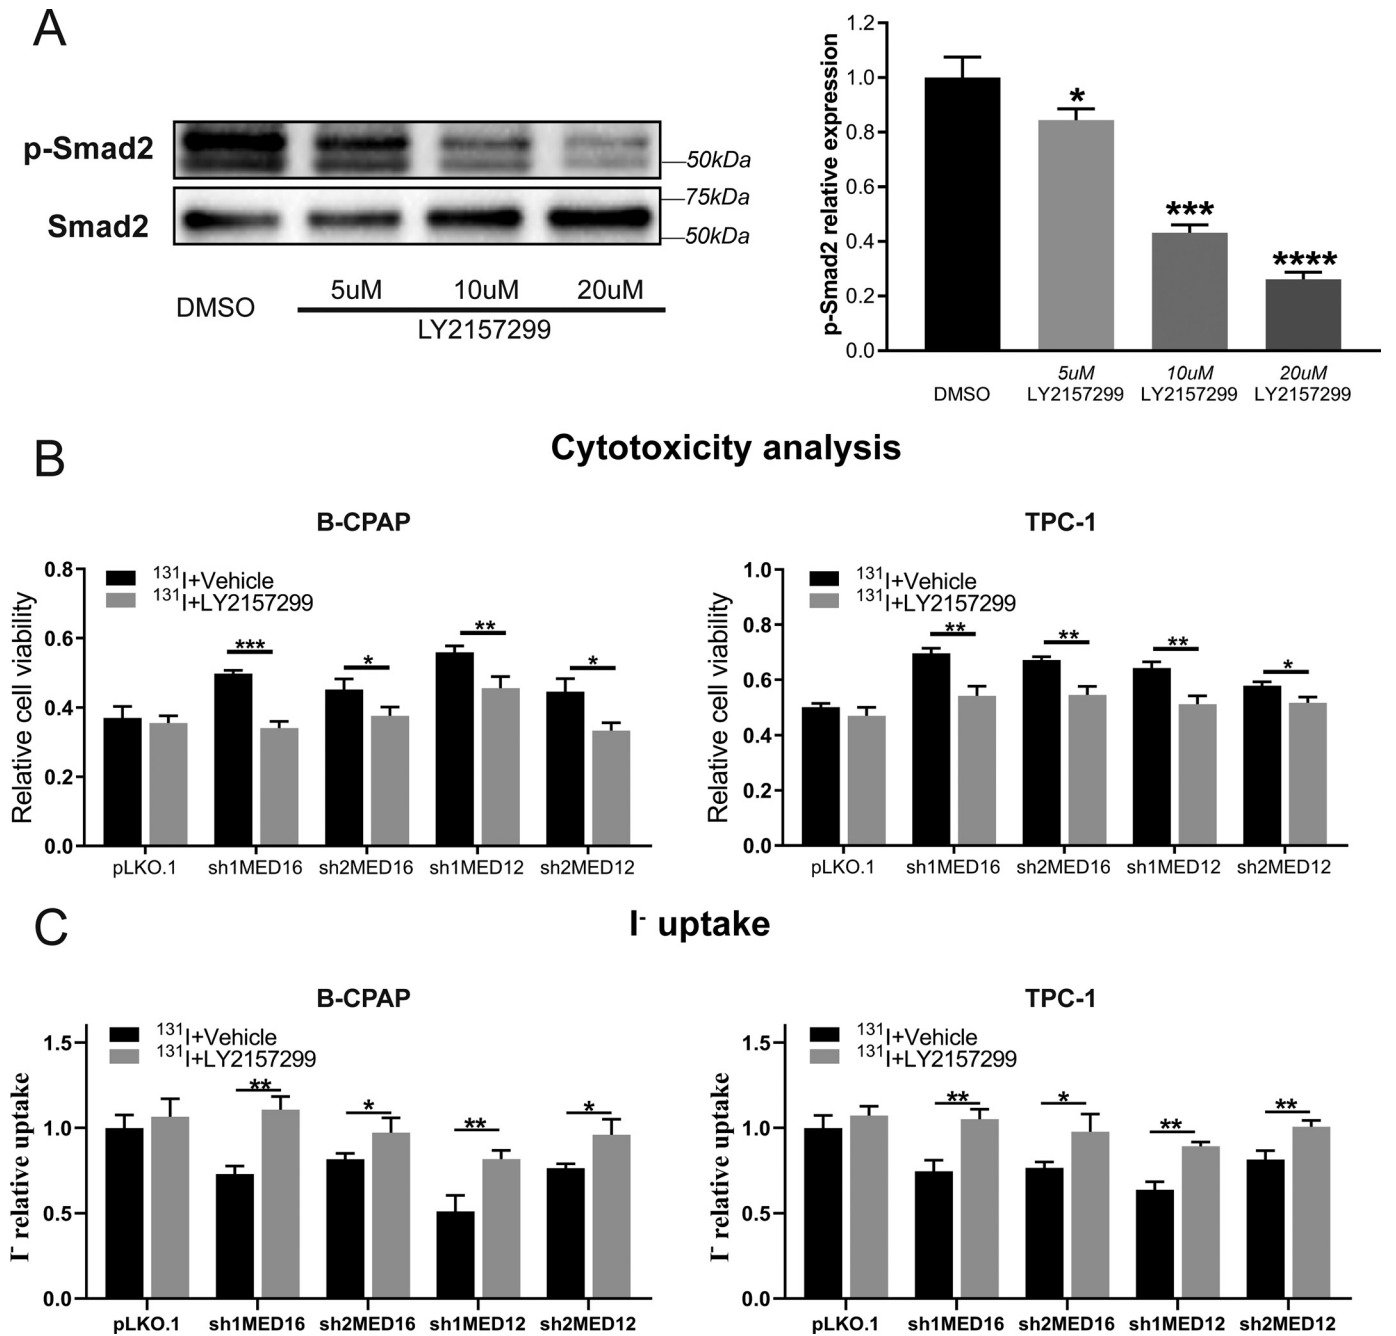 A
p-Smad2
50kDa
Smad2
75kDa
50kDa
DMSO
5uM 10uM 20uM
LY2157299
p-Smad2 relative expression
1.2
1.0
0.8
0.6
0.4
0.2
0.0
*
***
****
DMSO
5uM LY2157299
10uM LY2157299
20uM LY2157299
B
Cytotoxicity analysis
B-CPAP
131I+Vehicle
131I+LY2157299
Relative cell viability
0.8
0.6
0.4
0.2
0.0
*** * ** *
pLKO.1 sh1MED16 sh2MED16 sh1MED12 sh2MED12
TPC-1
131I+Vehicle
131I+LY2157299
Relative cell viability
1.0
0.8
0.6
0.4
0.2
0.0
** ** ** *
pLKO.1 sh1MED16 sh2MED16 sh1MED12 sh2MED12
C
I- uptake
B-CPAP
131I+Vehicle
131I+LY2157299
I- relative uptake
1.5
1.0
0.5
0.0
** * ** *
pLKO.1 sh1MED16 sh2MED16 sh1MED12 sh2MED12
TPC-1
131I+Vehicle
131I+LY2157299
I- relative uptake
1.5
1.0
0.5
0.0
** * ** **
pLKO.1 sh1MED16 sh2MED16 sh1MED12 sh2MED12